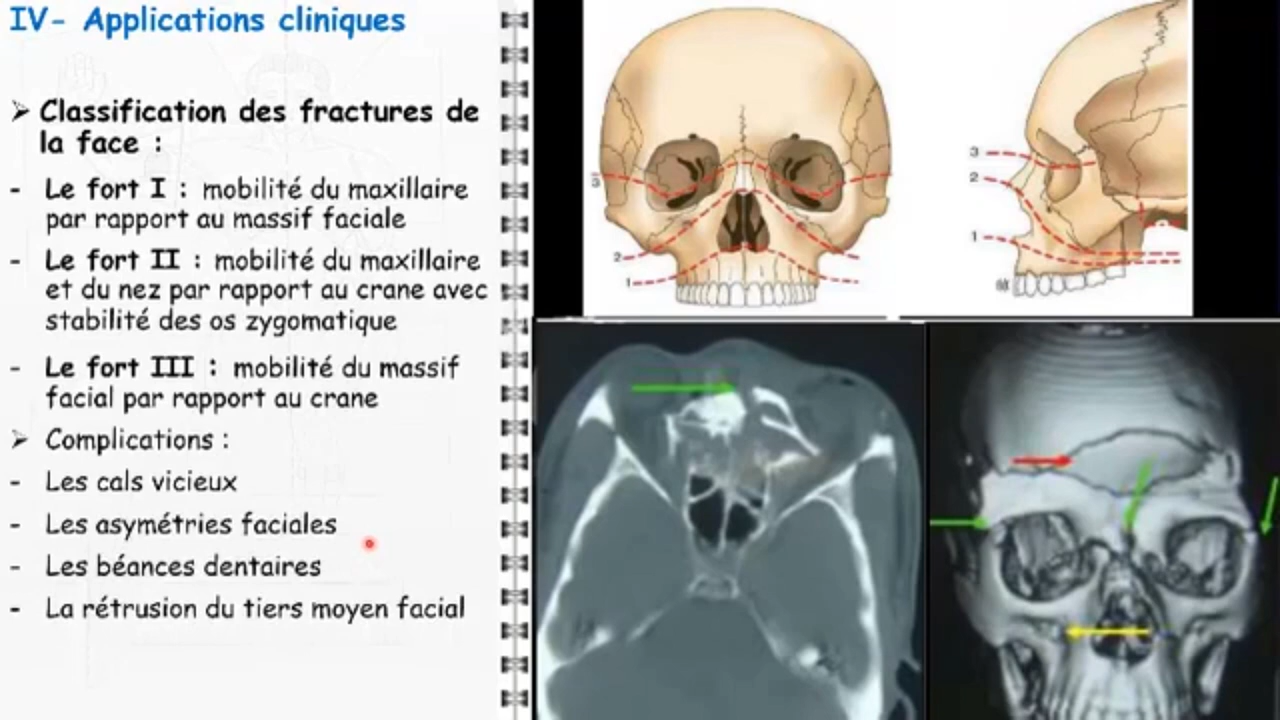 IV- Applications cliniques
➢ Classification des fractures de
la face :
- Le fort I : mobilité du maxillaire
par rapport au massif faciale
- Le fort II : mobilité du maxillaire
et du nez par rapport au crane avec
stabilité des os zygomatique
- Le fort III : mobilité du massif
facial par rapport au crane
➢ Complications :
- Les cals vicieux
- Les asymétries faciales
- Les béances dentaires
- La rétrusion du tiers moyen facial
2
1
3
2
1